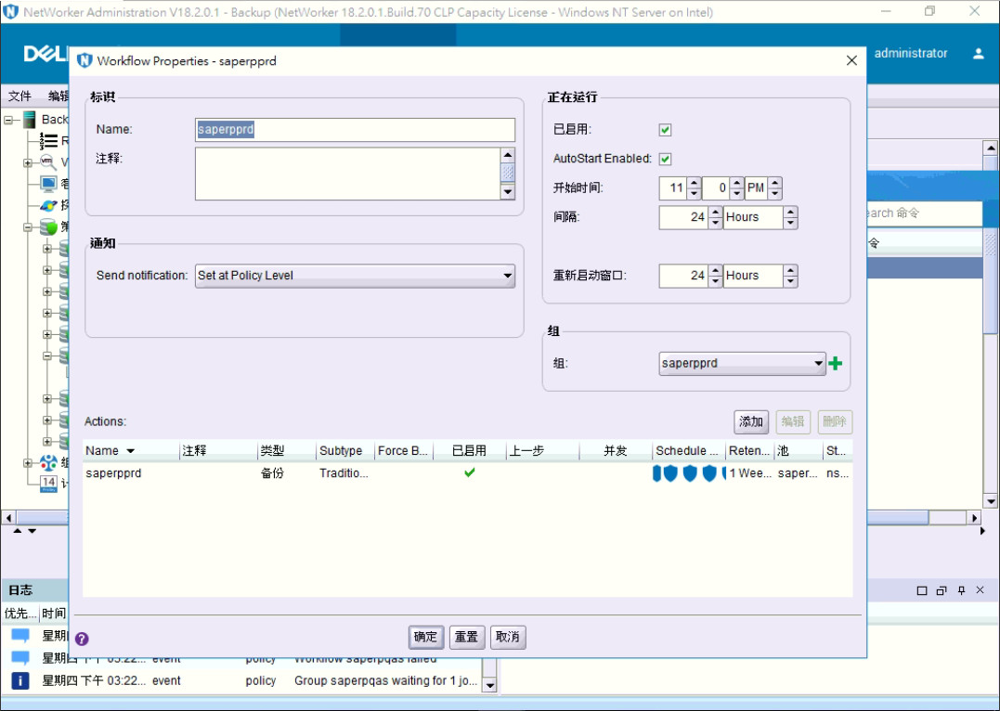 NetWorker Administration V18.2.0.1 - Backup (NetWorker 18.2.0.1.Build.70 CLP Capacity License - Windows NT Server on Intel)
administrator
文件 编辑
Workflow Properties - saperpprd
标识
Name: saperpprd
注释:
通知
Send notification: Set at Policy Level
正在运行
已启用:
AutoStart Enabled:
开始时间: 11 0 PM
间隔: 24 Hours
重新启动窗口: 24 Hours
组
组: saperpprd
Actions: 添加 编辑 删除
Name 注释 类型 Subtype Force B... 已启用 上一步 并发 Schedule ... Reten... 池 St...
saperpprd 备份 Traditio... 1 Wee... saper... ns...
确定 重置 取消
Back
vm
14
earch 命令
令
日志
优先... 时间
星期
星期四 下午 03:22... event policy Workflow saperpqas failed
星期四 下午 03:22... event policy Group saperpqas waiting for 1 jo...